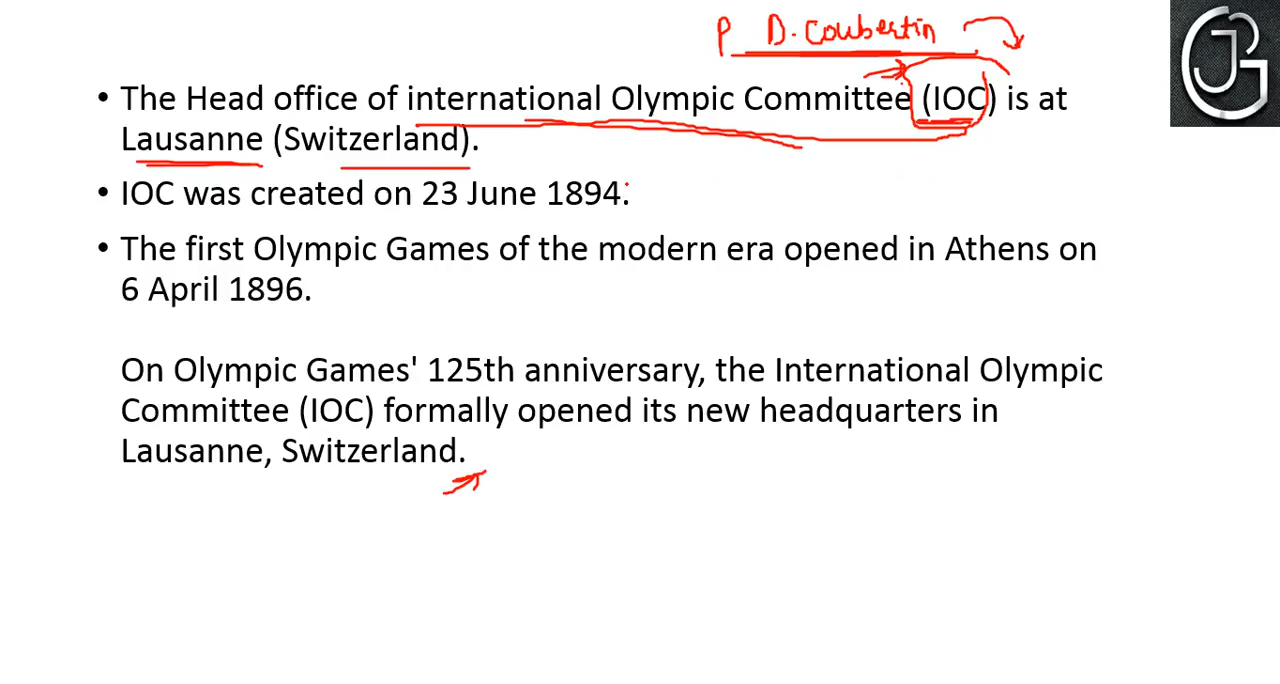 P D. Coubertin
• The Head office of international Olympic Committee (IOC) is at
Lausanne (Switzerland).
• IOC was created on 23 June 1894.
• The first Olympic Games of the modern era opened in Athens on
6 April 1896.
On Olympic Games' 125th anniversary, the International Olympic
Committee (IOC) formally opened its new headquarters in
Lausanne, Switzerland.